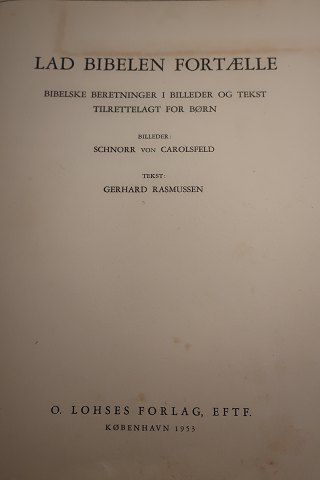 LAD BIBELEN FORTÆLLE
BIBELSKE BERETNINGER I BILLEDER OG TEKST
TILRETTELAGT FOR BØRN
BILLEDER:
SCHNORR VON CAROLSFELD
TEKST:
GERHARD RASMUSSEN
O. LOHSES FORLAG, EFTF.
KØBENHAVN 1953